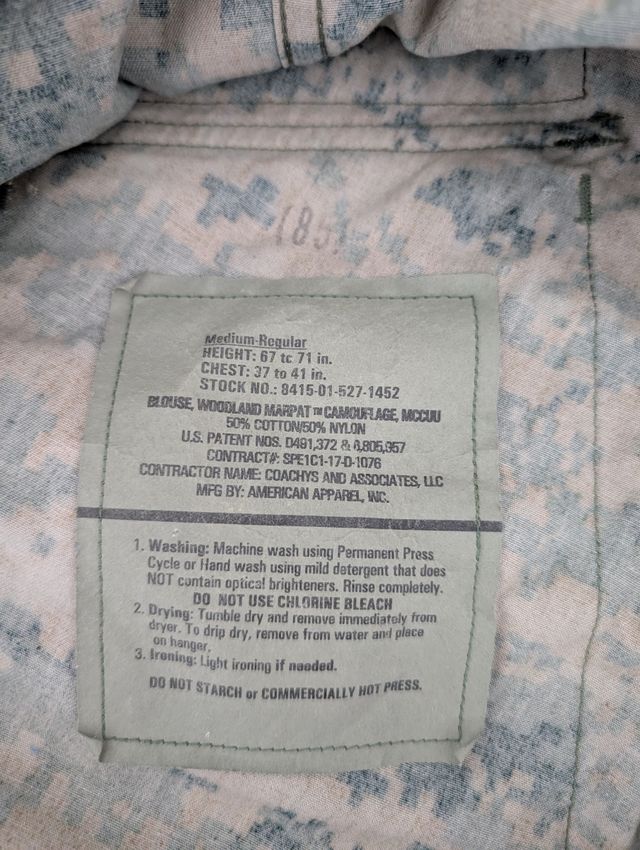 (85)
Medium-Regular
HEIGHT: 67 to 71 in.
CHEST: 37 to 41 in.
STOCK NO.: 8415-01-527-1452
BLOUSE, WOODLAND MARPAT™ CAMOUFLAGE, MCCUU
50% COTTON/50% NYLON
U.S. PATENT NOS. D491,372 & 6,805,957
CONTRACT#: SPE1C1-17-D-1076
CONTRACTOR NAME: COACHYS AND ASSOCIATES, LLC
MFG BY: AMERICAN APPAREL, INC.
1. Washing: Machine wash using Permanent Press
Cycle or Hand wash using mild detergent that does
NOT contain optical brighteners. Rinse completely.
DO NOT USE CHLORINE BLEACH
2. Drying: Tumble dry and remove immediately from
dryer. To drip dry, remove from water and place
on hanger.
3. Ironing: Light ironing if needed.
DO NOT STARCH or COMMERCIALLY HOT PRESS.